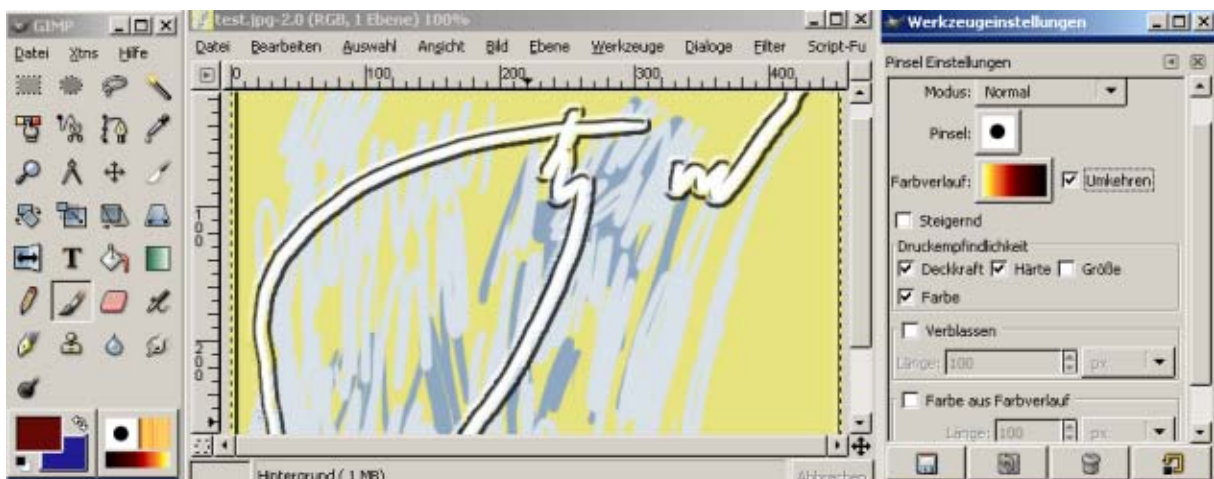 GIMP
Datei Xtns Hilfe
test.jpg-2.0 (RGB, 1 Ebene) 100%
Datei Bearbeiten Auswahl Ansicht Bild Ebene Werkzeuge Dialoge Filter Script-Fu
0 100 200 300 400
100
200
Hintergrund (1 MB)
Abbrechen
Werkzeugeinstellungen
Pinsel Einstellungen
Modus: Normal
Pinsel:
Farbverlauf: Umkehren
Steigernd
Druckempfindlichkeit
Deckkraft Härte Größe
Farbe
Verblassen
Länge: 100 px
Farbe aus Farbverlauf
Länge: 100 px